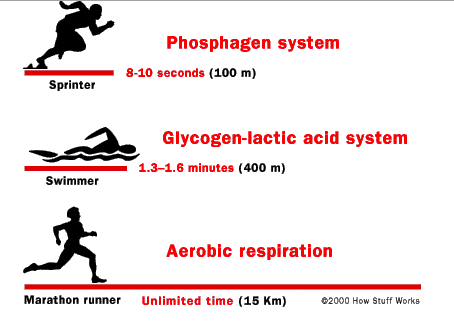 Phosphagen system
8-10 seconds (100 m)
Sprinter
Glycogen-lactic acid system
1.3–1.6 minutes (400 m)
Swimmer
Aerobic respiration
Marathon runner
Unlimited time (15 Km)
©2000 How Stuff Works